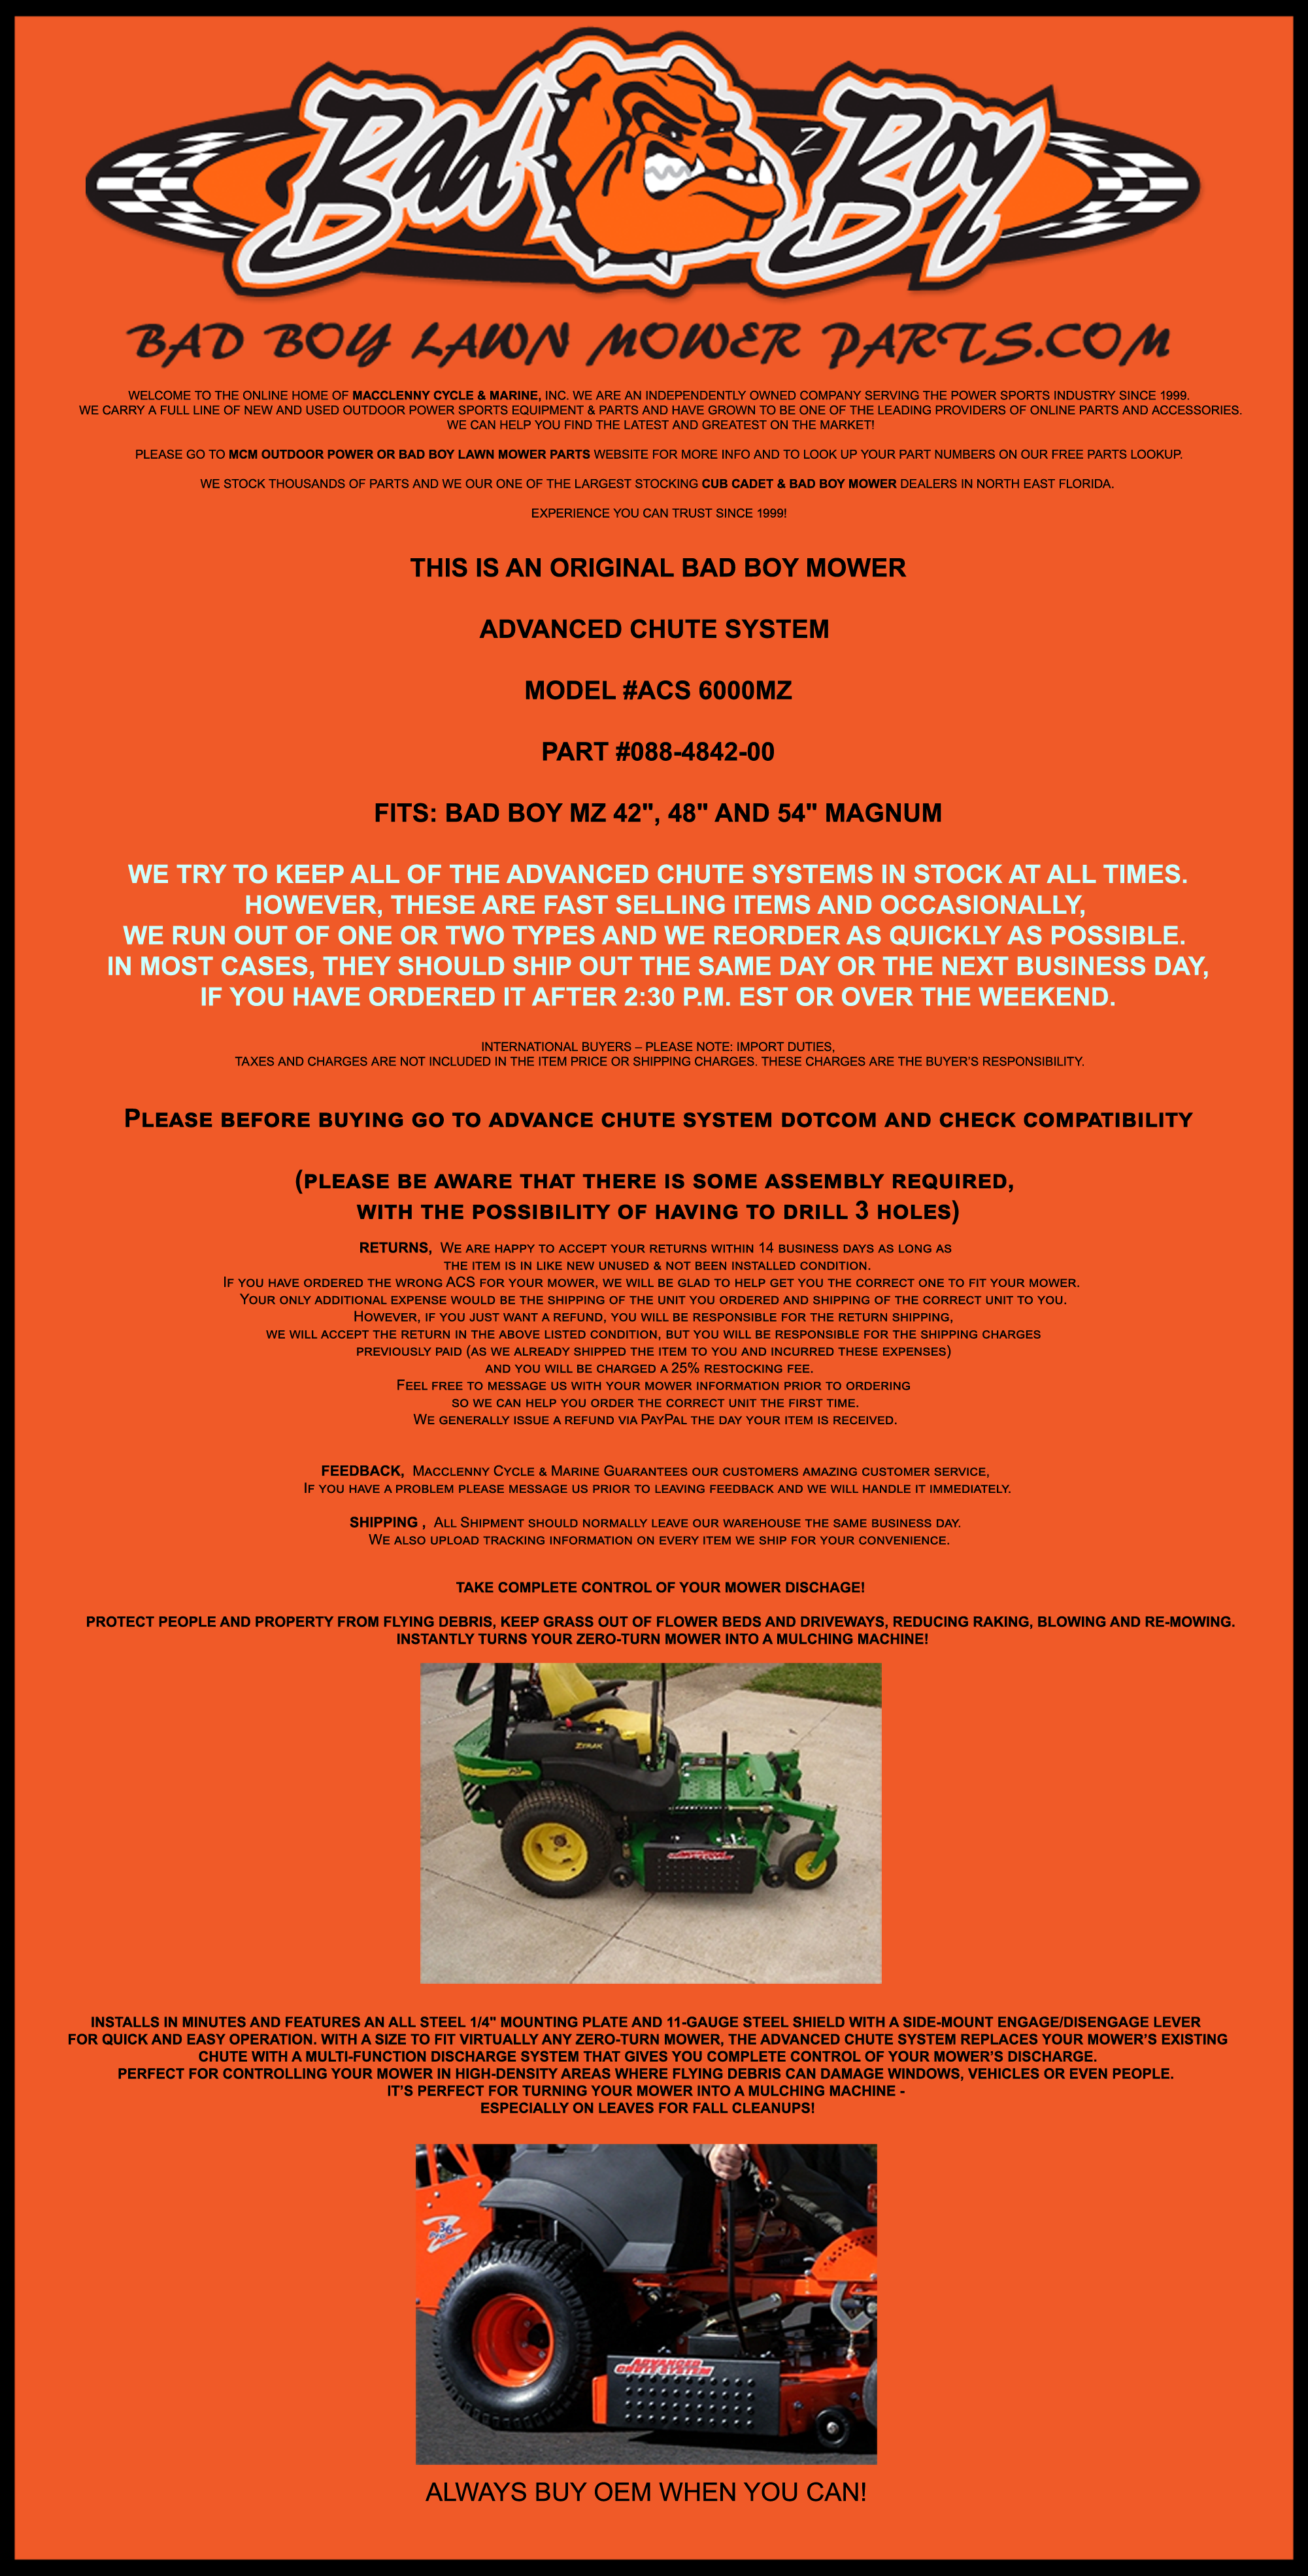 Bad Z Boy
BAD BOY LAWN MOWER PARTS.COM
WELCOME TO THE ONLINE HOME OF MACCLENNY CYCLE & MARINE, INC. WE ARE AN INDEPENDENTLY OWNED COMPANY SERVING THE POWER SPORTS INDUSTRY SINCE 1999.
WE CARRY A FULL LINE OF NEW AND USED OUTDOOR POWER SPORTS EQUIPMENT & PARTS AND HAVE GROWN TO BE ONE OF THE LEADING PROVIDERS OF ONLINE PARTS AND ACCESSORIES.
WE CAN HELP YOU FIND THE LATEST AND GREATEST ON THE MARKET!
PLEASE GO TO MCM OUTDOOR POWER OR BAD BOY LAWN MOWER PARTS WEBSITE FOR MORE INFO AND TO LOOK UP YOUR PART NUMBERS ON OUR FREE PARTS LOOKUP.
WE STOCK THOUSANDS OF PARTS AND WE OUR ONE OF THE LARGEST STOCKING CUB CADET & BAD BOY MOWER DEALERS IN NORTH EAST FLORIDA.
EXPERIENCE YOU CAN TRUST SINCE 1999!
THIS IS AN ORIGINAL BAD BOY MOWER
ADVANCED CHUTE SYSTEM
MODEL #ACS 6000MZ
PART #088-4842-00
FITS: BAD BOY MZ 42", 48" AND 54" MAGNUM
WE TRY TO KEEP ALL OF THE ADVANCED CHUTE SYSTEMS IN STOCK AT ALL TIMES.
HOWEVER, THESE ARE FAST SELLING ITEMS AND OCCASIONALLY,
WE RUN OUT OF ONE OR TWO TYPES AND WE REORDER AS QUICKLY AS POSSIBLE.
IN MOST CASES, THEY SHOULD SHIP OUT THE SAME DAY OR THE NEXT BUSINESS DAY,
IF YOU HAVE ORDERED IT AFTER 2:30 P.M. EST OR OVER THE WEEKEND.
INTERNATIONAL BUYERS – PLEASE NOTE: IMPORT DUTIES,
TAXES AND CHARGES ARE NOT INCLUDED IN THE ITEM PRICE OR SHIPPING CHARGES. THESE CHARGES ARE THE BUYER'S RESPONSIBILITY.
PLEASE BEFORE BUYING GO TO ADVANCE CHUTE SYSTEM DOTCOM AND CHECK COMPATIBILITY
(PLEASE BE AWARE THAT THERE IS SOME ASSEMBLY REQUIRED,
WITH THE POSSIBILITY OF HAVING TO DRILL 3 HOLES)
RETURNS, WE ARE HAPPY TO ACCEPT YOUR RETURNS WITHIN 14 BUSINESS DAYS AS LONG AS
THE ITEM IS IN LIKE NEW UNUSED & NOT BEEN INSTALLED CONDITION.
IF YOU HAVE ORDERED THE WRONG ACS FOR YOUR MOWER, WE WILL BE GLAD TO HELP GET YOU THE CORRECT ONE TO FIT YOUR MOWER.
YOUR ONLY ADDITIONAL EXPENSE WOULD BE THE SHIPPING OF THE UNIT YOU ORDERED AND SHIPPING OF THE CORRECT UNIT TO YOU.
HOWEVER, IF YOU JUST WANT A REFUND, YOU WILL BE RESPONSIBLE FOR THE RETURN SHIPPING,
WE WILL ACCEPT THE RETURN IN THE ABOVE LISTED CONDITION, BUT YOU WILL BE RESPONSIBLE FOR THE SHIPPING CHARGES
PREVIOUSLY PAID (AS WE ALREADY SHIPPED THE ITEM TO YOU AND INCURRED THESE EXPENSES)
AND YOU WILL BE CHARGED A 25% RESTOCKING FEE.
FEEL FREE TO MESSAGE US WITH YOUR MOWER INFORMATION PRIOR TO ORDERING
SO WE CAN HELP YOU ORDER THE CORRECT UNIT THE FIRST TIME.
WE GENERALLY ISSUE A REFUND VIA PAYPAL THE DAY YOUR ITEM IS RECEIVED.
FEEDBACK, MACCLENNY CYCLE & MARINE GUARANTEES OUR CUSTOMERS AMAZING CUSTOMER SERVICE,
IF YOU HAVE A PROBLEM PLEASE MESSAGE US PRIOR TO LEAVING FEEDBACK AND WE WILL HANDLE IT IMMEDIATELY.
SHIPPING , ALL SHIPMENT SHOULD NORMALLY LEAVE OUR WAREHOUSE THE SAME BUSINESS DAY.
WE ALSO UPLOAD TRACKING INFORMATION ON EVERY ITEM WE SHIP FOR YOUR CONVENIENCE.
TAKE COMPLETE CONTROL OF YOUR MOWER DISCHAGE!
PROTECT PEOPLE AND PROPERTY FROM FLYING DEBRIS, KEEP GRASS OUT OF FLOWER BEDS AND DRIVEWAYS, REDUCING RAKING, BLOWING AND RE-MOWING.
INSTANTLY TURNS YOUR ZERO-TURN MOWER INTO A MULCHING MACHINE!
ZTRAK
INSTALLS IN MINUTES AND FEATURES AN ALL STEEL 1/4" MOUNTING PLATE AND 11-GAUGE STEEL SHIELD WITH A SIDE-MOUNT ENGAGE/DISENGAGE LEVER
FOR QUICK AND EASY OPERATION. WITH A SIZE TO FIT VIRTUALLY ANY ZERO-TURN MOWER, THE ADVANCED CHUTE SYSTEM REPLACES YOUR MOWER'S EXISTING
CHUTE WITH A MULTI-FUNCTION DISCHARGE SYSTEM THAT GIVES YOU COMPLETE CONTROL OF YOUR MOWER'S DISCHARGE.
PERFECT FOR CONTROLLING YOUR MOWER IN HIGH-DENSITY AREAS WHERE FLYING DEBRIS CAN DAMAGE WINDOWS, VEHICLES OR EVEN PEOPLE.
IT'S PERFECT FOR TURNING YOUR MOWER INTO A MULCHING MACHINE -
ESPECIALLY ON LEAVES FOR FALL CLEANUPS!
36
ADVANCED
CHUTE SYSTEM
ALWAYS BUY OEM WHEN YOU CAN!